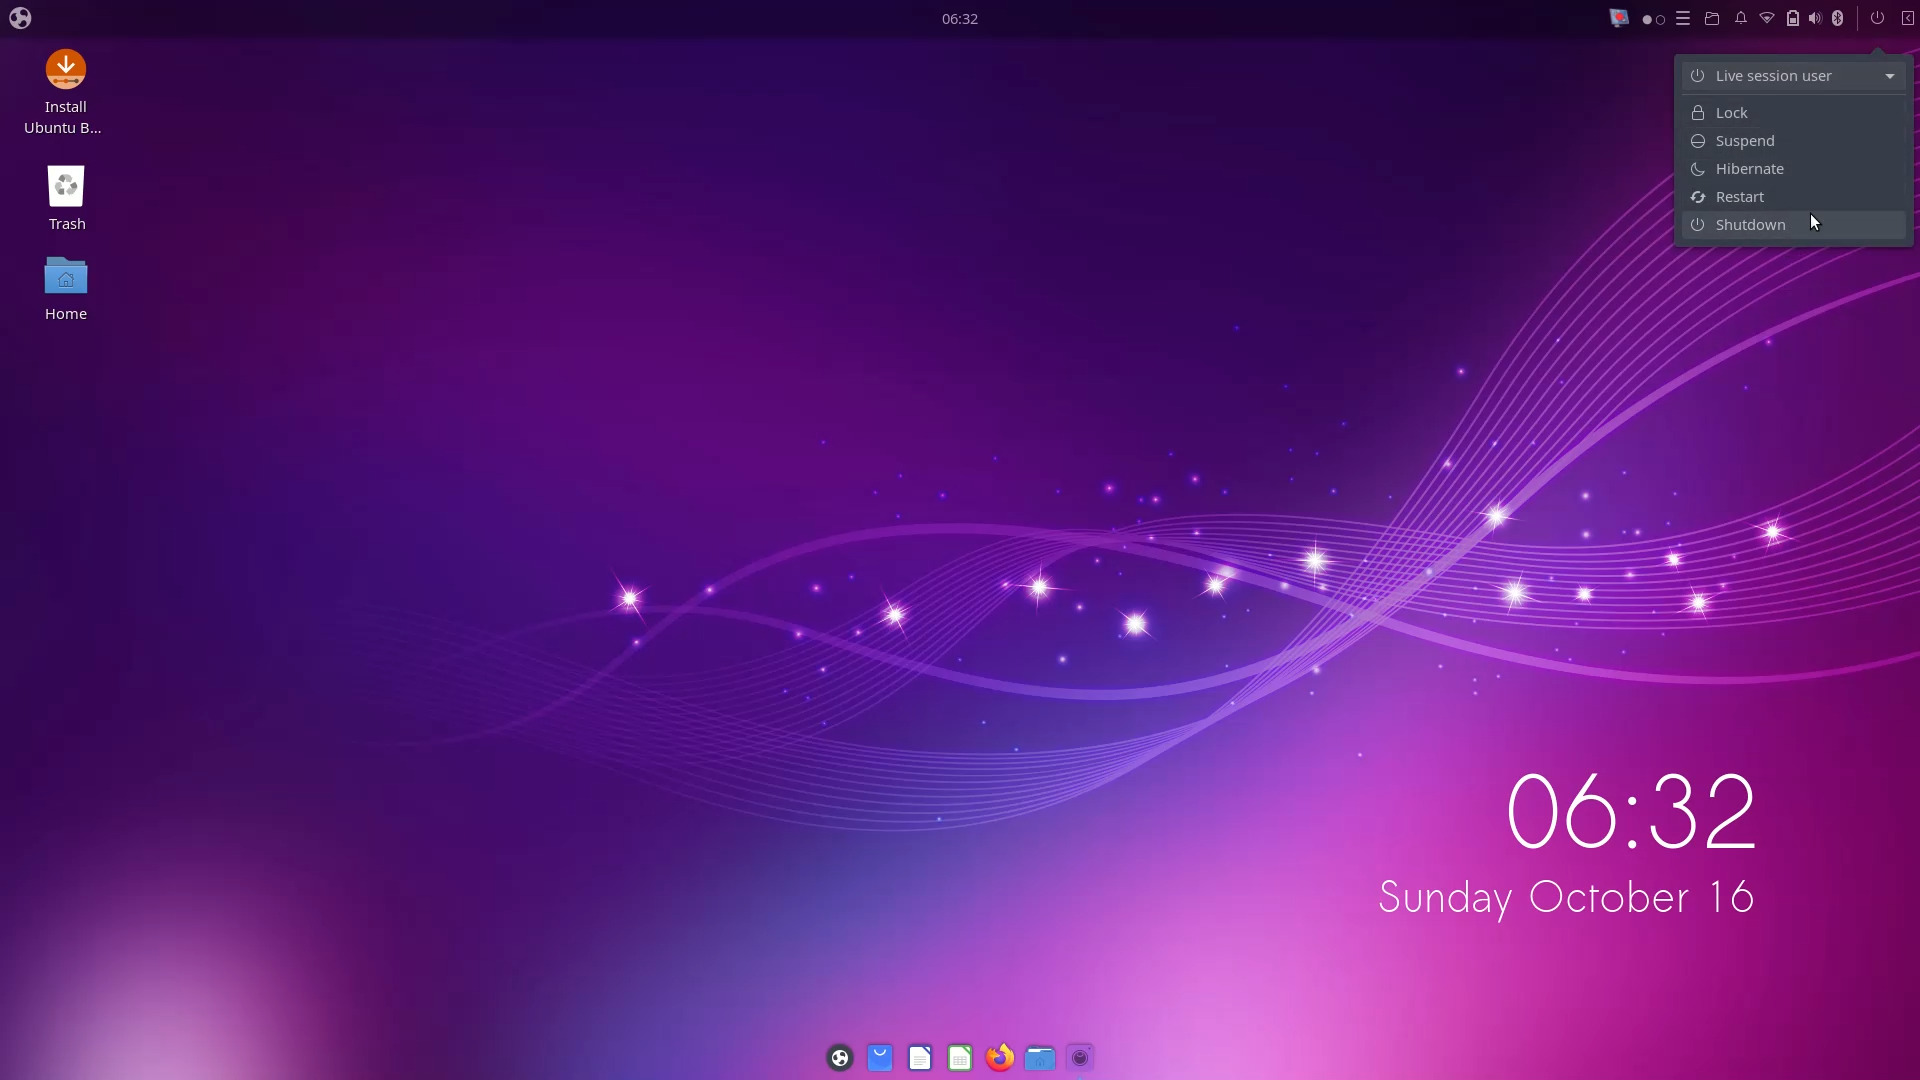 06:32
Install
Ubuntu B...
Trash
Home
Live session user
Lock
Suspend
Hibernate
Restart
Shutdown
06:32
Sunday October 16